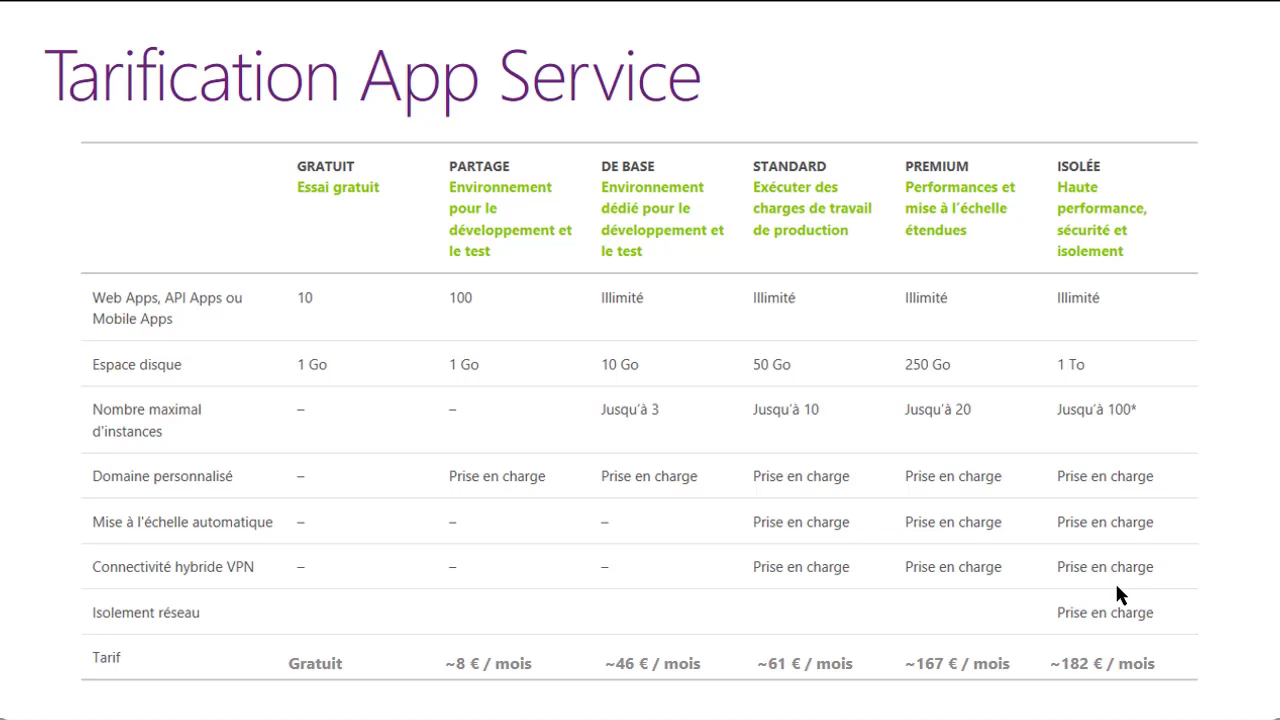 Tarification App Service
GRATUIT PARTAGE DE BASE STANDARD PREMIUM ISOLÉE
Essai gratuit Environnement Environnement Exécuter des Performances et Haute
pour le dédié pour le charges de travail mise à l'échelle performance,
développement et développement et de production étendues sécurité et
le test le test isolement
Web Apps, API Apps ou 10 100 Illimité Illimité Illimité Illimité
Mobile Apps
Espace disque 1 Go 1 Go 10 Go 50 Go 250 Go 1 To
Nombre maximal – – Jusqu'à 3 Jusqu'à 10 Jusqu'à 20 Jusqu'à 100*
d'instances
Domaine personnalisé – Prise en charge Prise en charge Prise en charge Prise en charge Prise en charge
Mise à l'échelle automatique – – – Prise en charge Prise en charge Prise en charge
Connectivité hybride VPN – – – Prise en charge Prise en charge Prise en charge
Isolement réseau Prise en charge
Tarif Gratuit ~8 € / mois ~46 € / mois ~61 € / mois ~167 € / mois ~182 € / mois